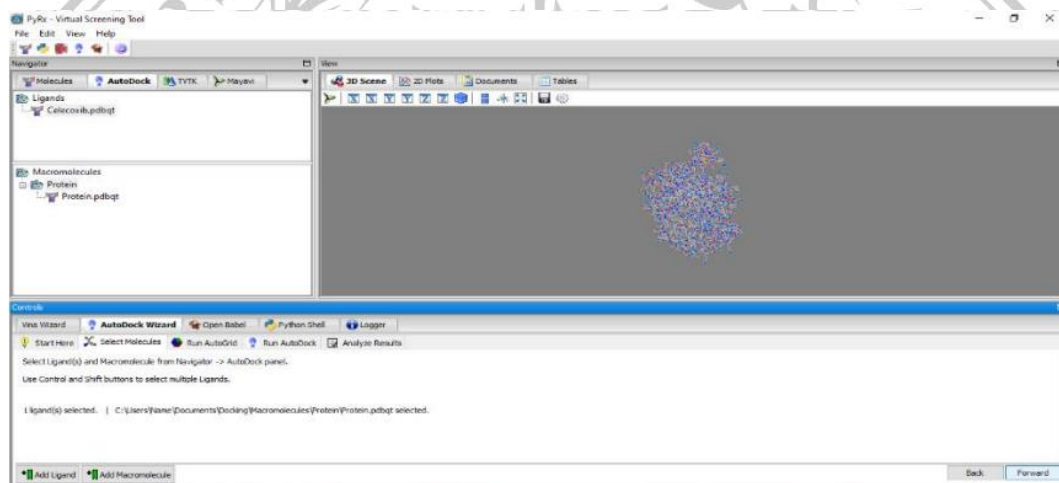 PyRx - Virtual Screening Tool
File Edit View Help
Navigator
View
Molecules AutoDock TVTK Mayavi
3D Scene 2D Plots Documents Tables
Ligands
Celecoxib.pdbqt
X X Y Y Z Z
Macromolecules
Protein
Protein.pdbqt
Controls
Vina Wizard AutoDock Wizard Open Babel Python Shell Logger
Start Here Select Molecules Run AutoGrid Run AutoDock Analyze Results
Select Ligand(s) and Macromolecule from Navigator -> AutoDock panel.
Use Control and Shift buttons to select multiple Ligands.
1 ligand(s) selected. | C:\Users\Name\Documents\Docking\Macromolecules\Protein\Protein.pdbqt selected.
Add Ligand Add Macromolecule Back Forward